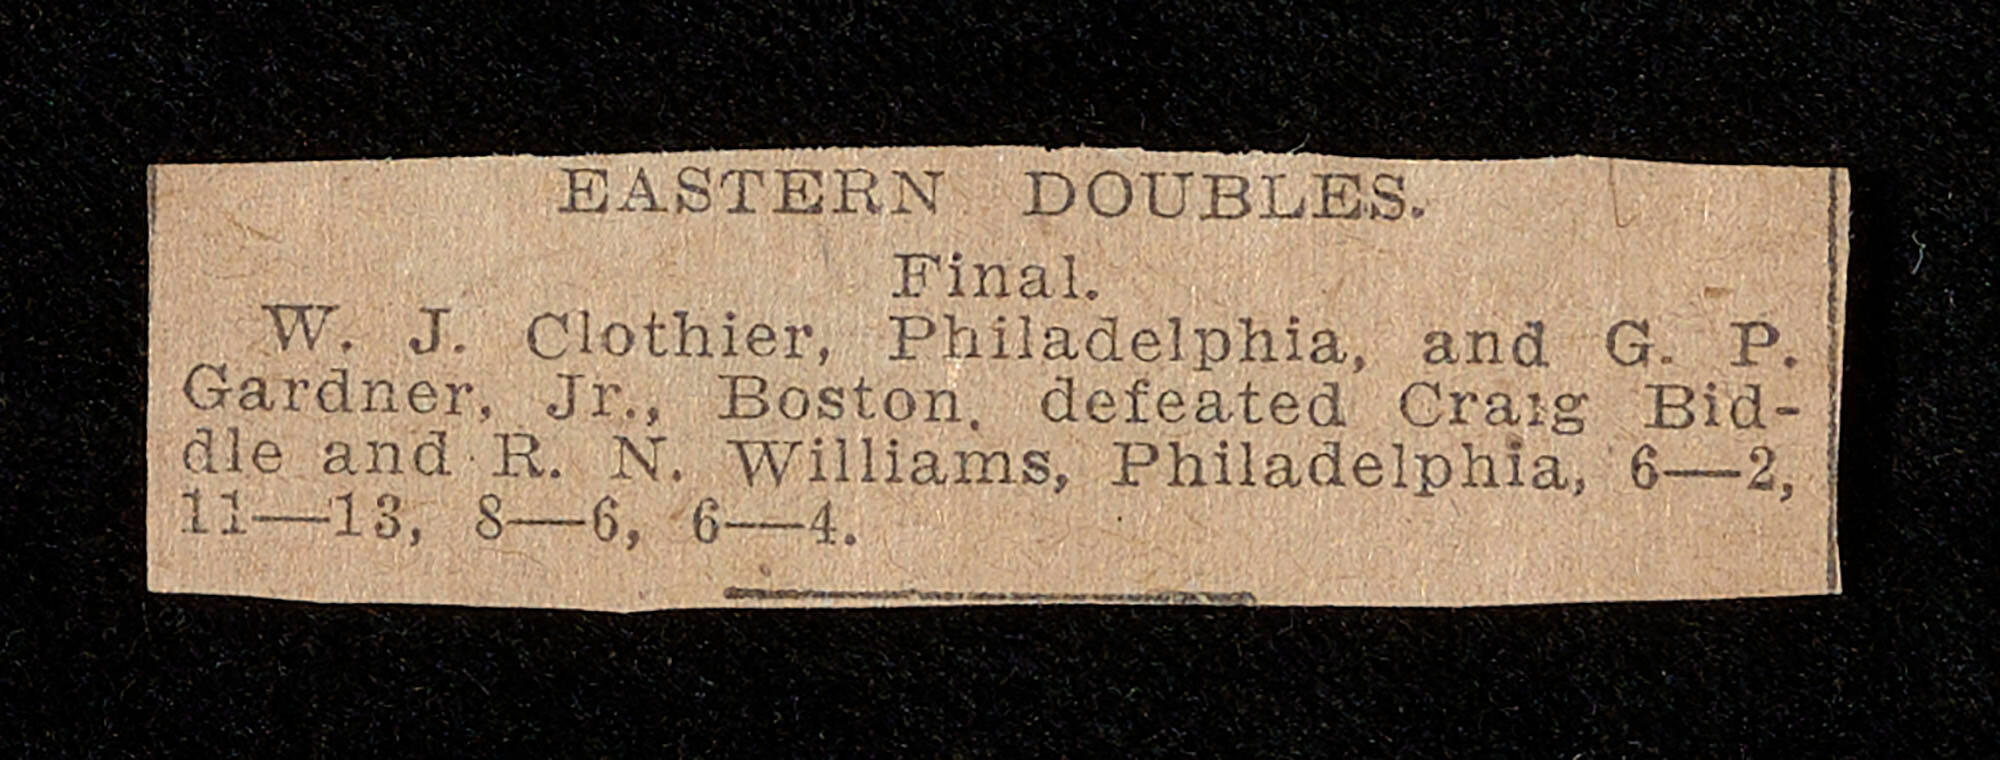 EASTERN DOUBLES.
Final.
W. J. Clothier, Philadelphia, and G. P.
Gardner, Jr., Boston, defeated Craig Bid-
dle and R. N. Williams, Philadelphia, 6—2,
11—13, 8—6, 6—4.